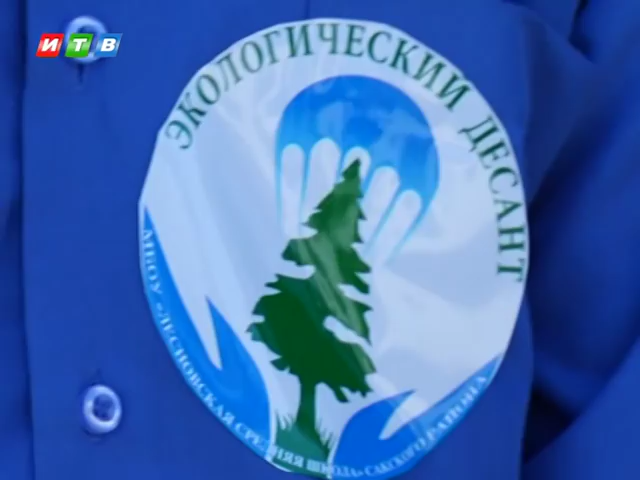 ИТВ
ЭКОЛОГИЧЕСКИЙ ДЕСАНТ
МБОУ «ЛЕСНОВСКАЯ СРЕДНЯЯ ШКОЛА» САКСКОГО РАЙОНА